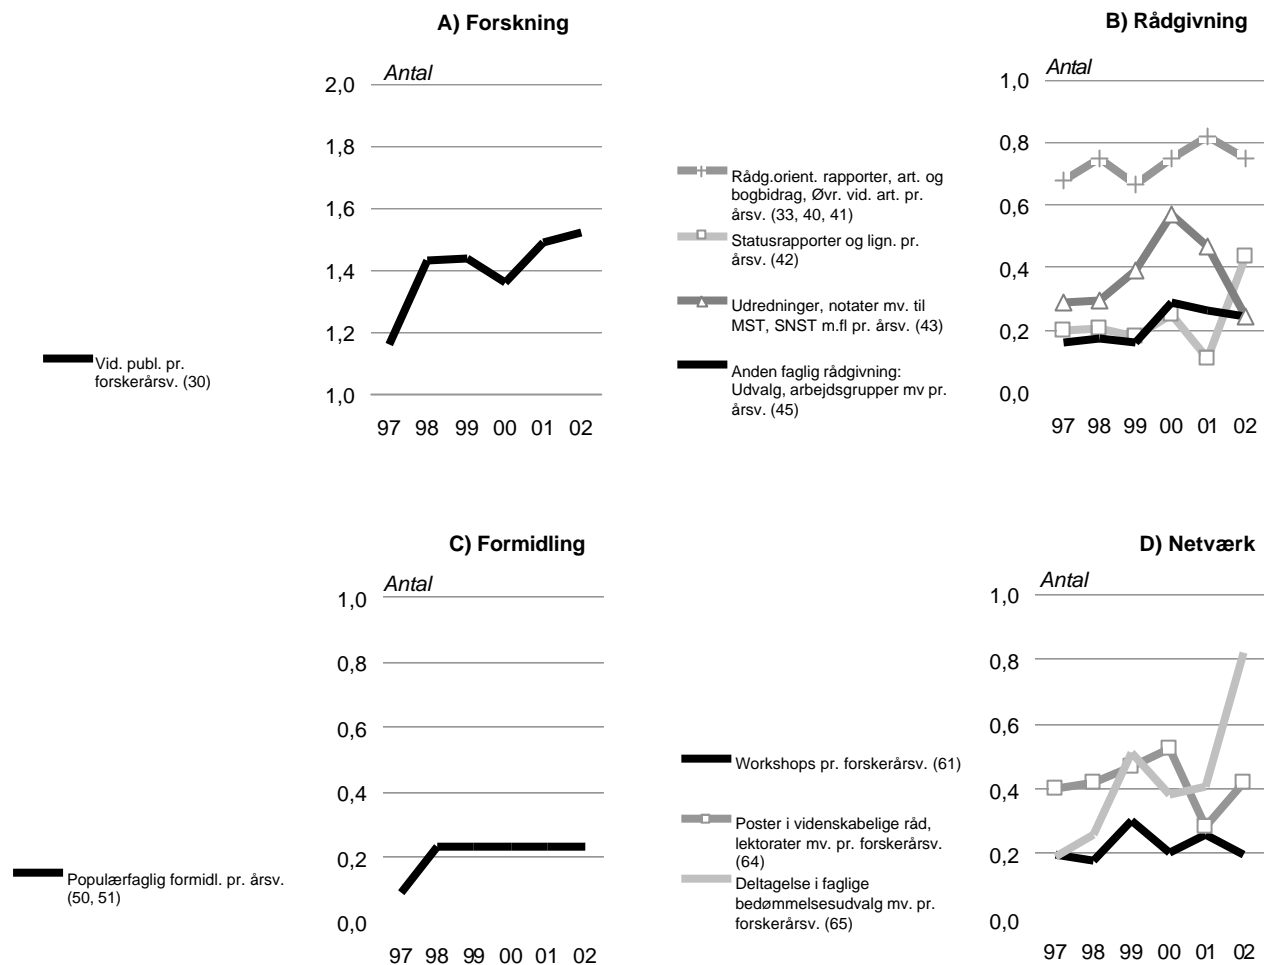 A) Forskning
Antal
2,0
1,8
1,6
1,4
1,2
1,0
97 98 99 00 01 02
Vid. publ. pr.
forskerårsv. (30)
B) Rådgivning
Antal
1,0
0,8
0,6
0,4
0,2
0,0
97 98 99 00 01 02
Rådg.orient. rapporter, art. og
bogbidrag, Øvr. vid. art. pr.
årsv. (33, 40, 41)
Statusrapporter og lign. pr.
årsv. (42)
Udredninger, notater mv. til
MST, SNST m.fl pr. årsv. (43)
Anden faglig rådgivning:
Udvalg, arbejdsgrupper mv pr.
årsv. (45)
C) Formidling
Antal
1,0
0,8
0,6
0,4
0,2
0,0
97 98 99 00 01 02
Populærfaglig formidl. pr. årsv.
(50, 51)
D) Netværk
Antal
1,0
0,8
0,6
0,4
0,2
0,0
97 98 99 00 01 02
Workshops pr. forskerårsv. (61)
Poster i videnskabelige råd,
lektorater mv. pr. forskerårsv.
(64)
Deltagelse i faglige
bedømmelsesudvalg mv. pr.
forskerårsv. (65)